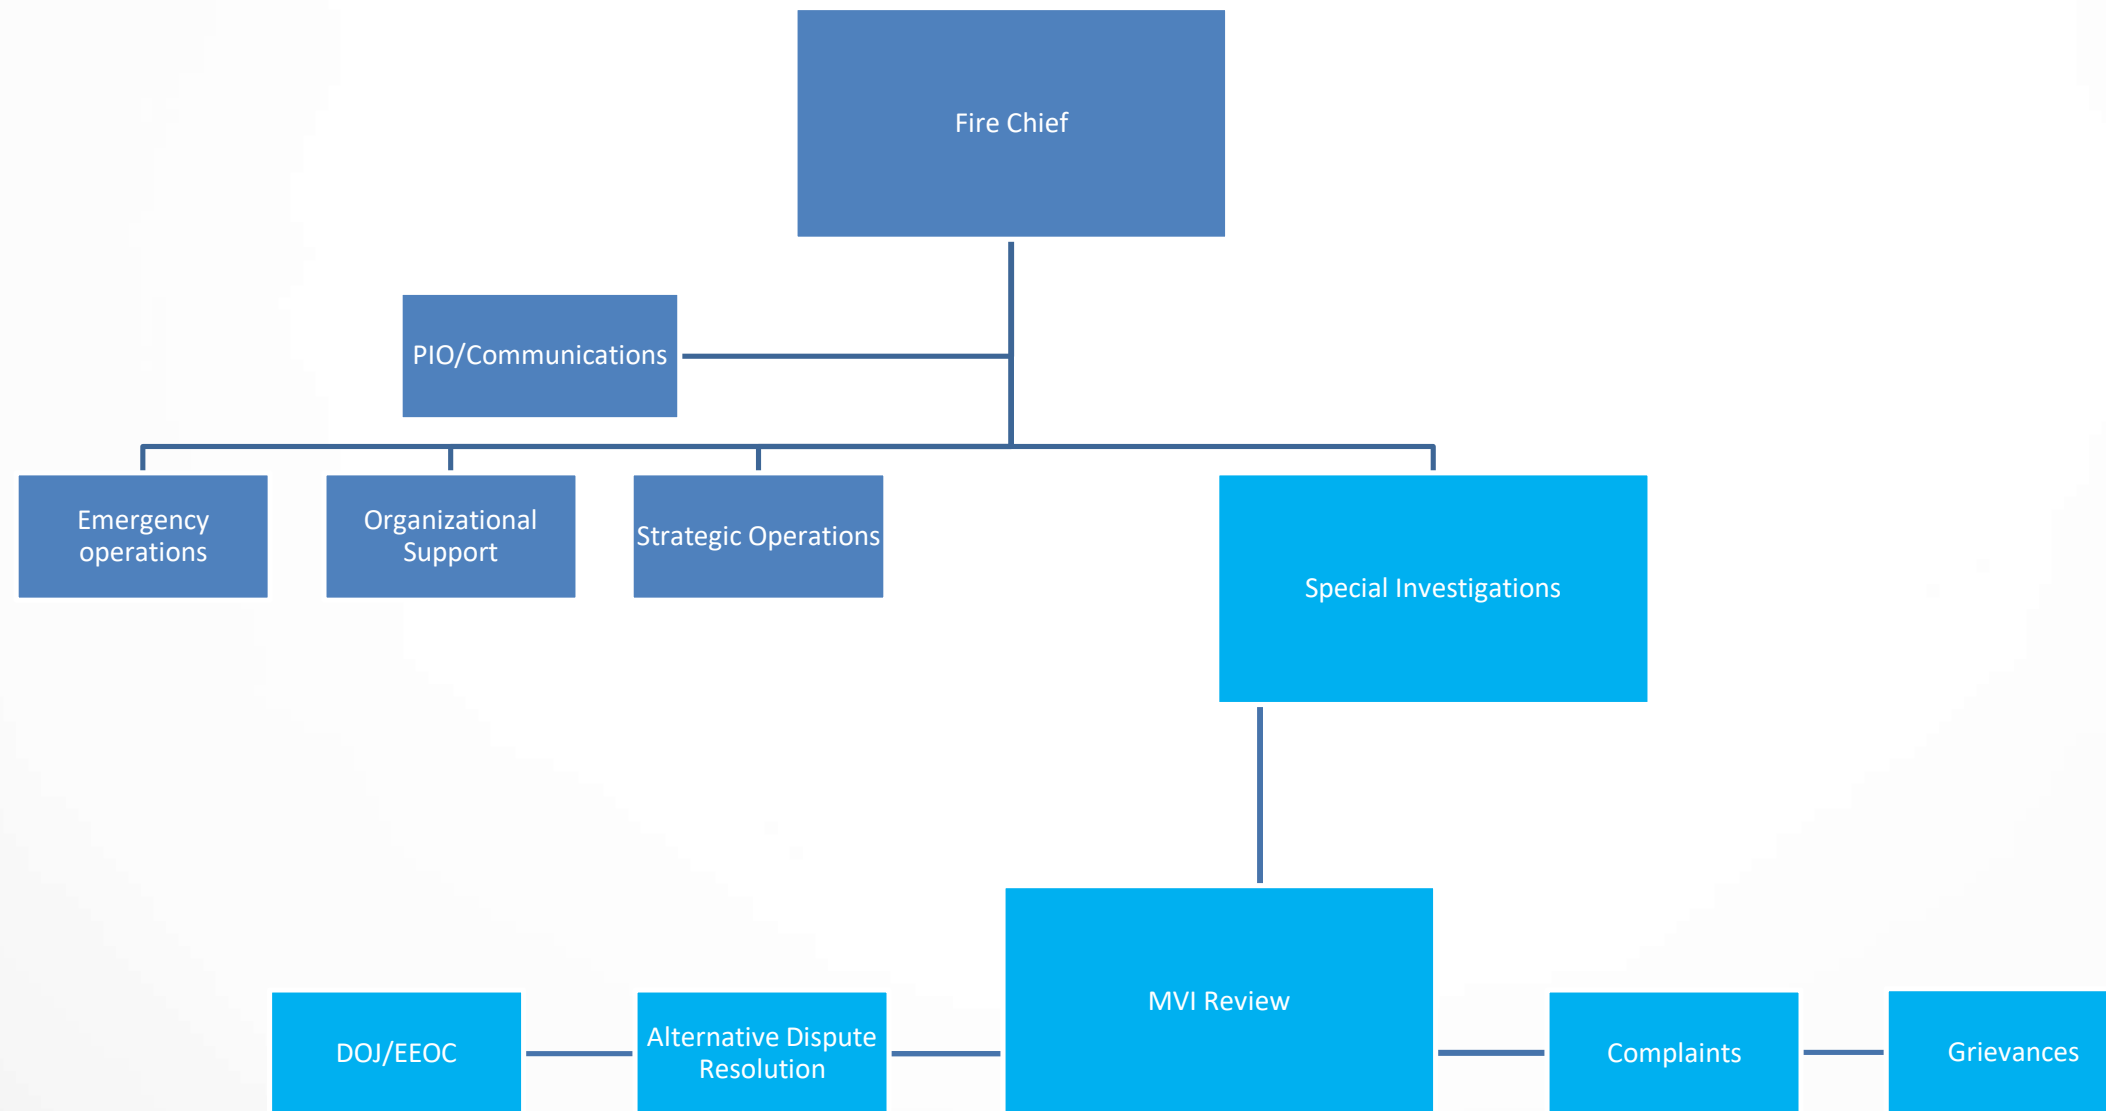 Fire Chief
PIO/Communications
Emergency
operations
Organizational
Support
Strategic Operations
Special Investigations
MVI Review
DOJ/EEOC
Alternative Dispute
Resolution
Complaints
Grievances